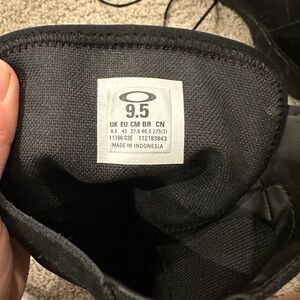 9.5
UK EU CM BR CN
8.5 43 27.5 40.5 275(2)
11188-02E 112183843
MADE IN INDONESIA